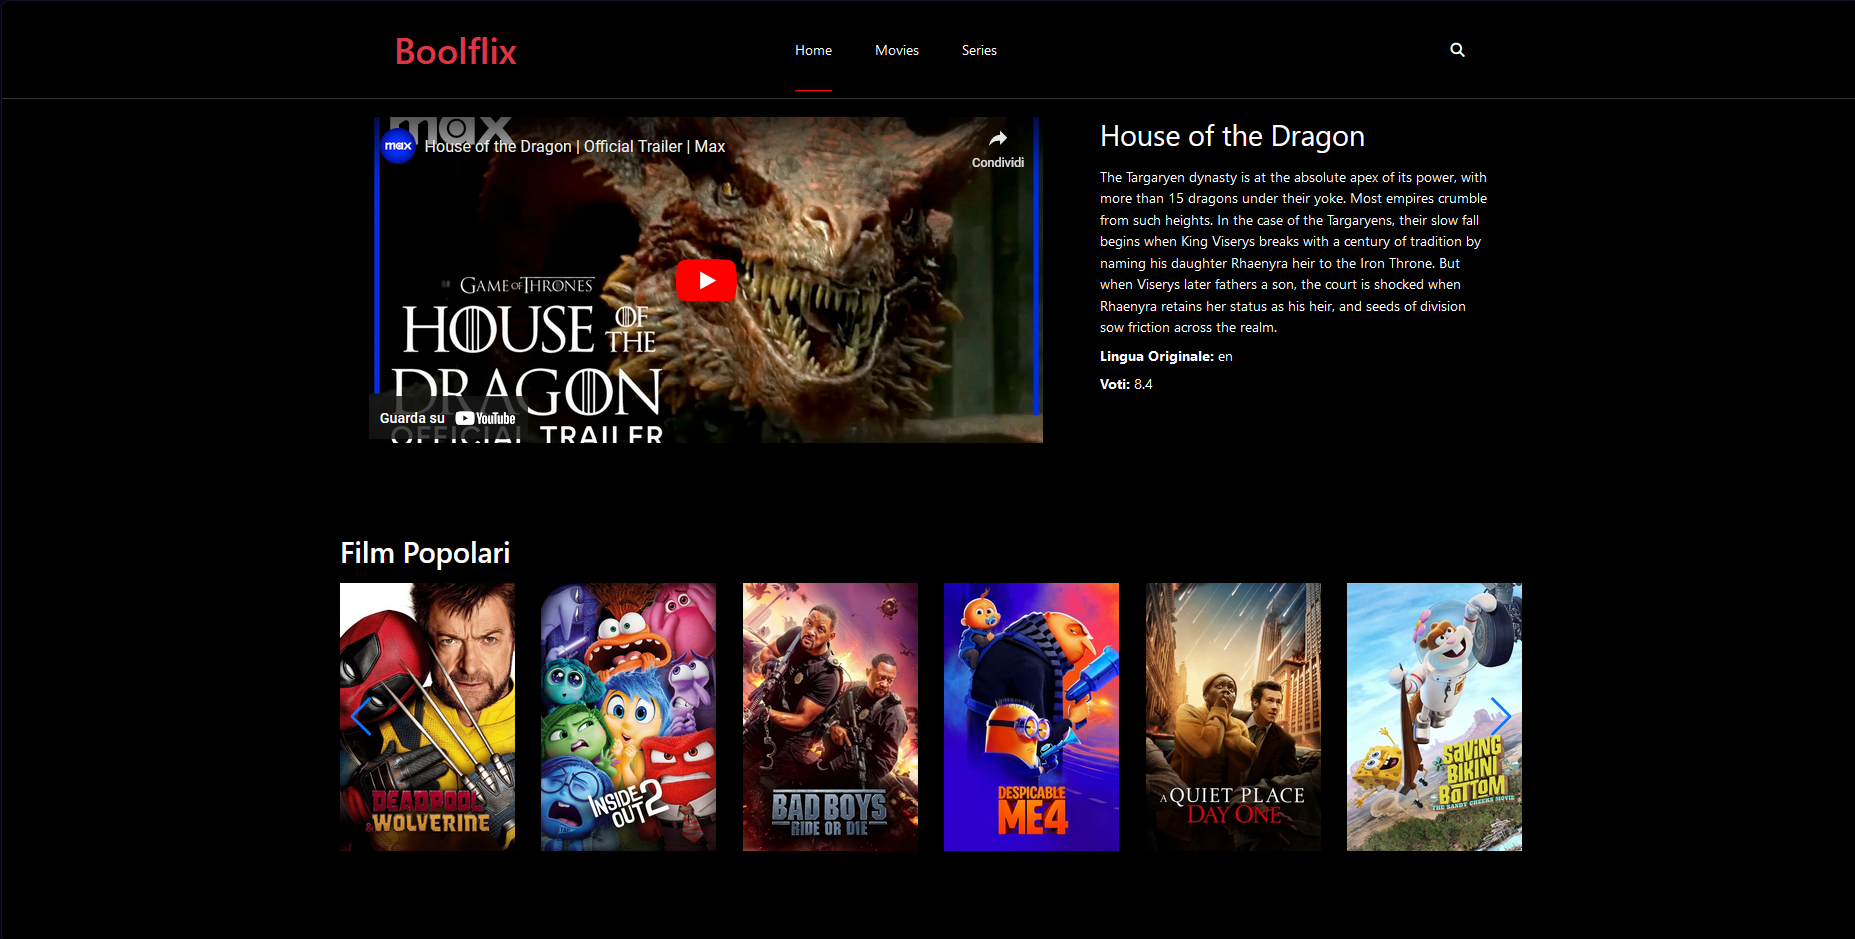 Boolflix
Home
Movies
Series
max
max
House of the Dragon | Official Trailer | Max
Condividi
GAME OF THRONES
HOUSE OF THE
DRAGON
OFFICIAL TRAILER
Guarda su YouTube
House of the Dragon
The Targaryen dynasty is at the absolute apex of its power, with
more than 15 dragons under their yoke. Most empires crumble
from such heights. In the case of the Targaryens, their slow fall
begins when King Viserys breaks with a century of tradition by
naming his daughter Rhaenyra heir to the Iron Throne. But
when Viserys later fathers a son, the court is shocked when
Rhaenyra retains her status as his heir, and seeds of division
sow friction across the realm.
Lingua Originale: en
Voti: 8.4
Film Popolari
DEADPOOL
& WOLVERINE
INSIDE
OUT 2
BAD BOYS
RIDE OR DIE
DESPICABLE
ME4
A QUIET PLACE
DAY ONE
SAVING
BIKINI
BOTTOM
THE SANDY CHEEKS MOVIE